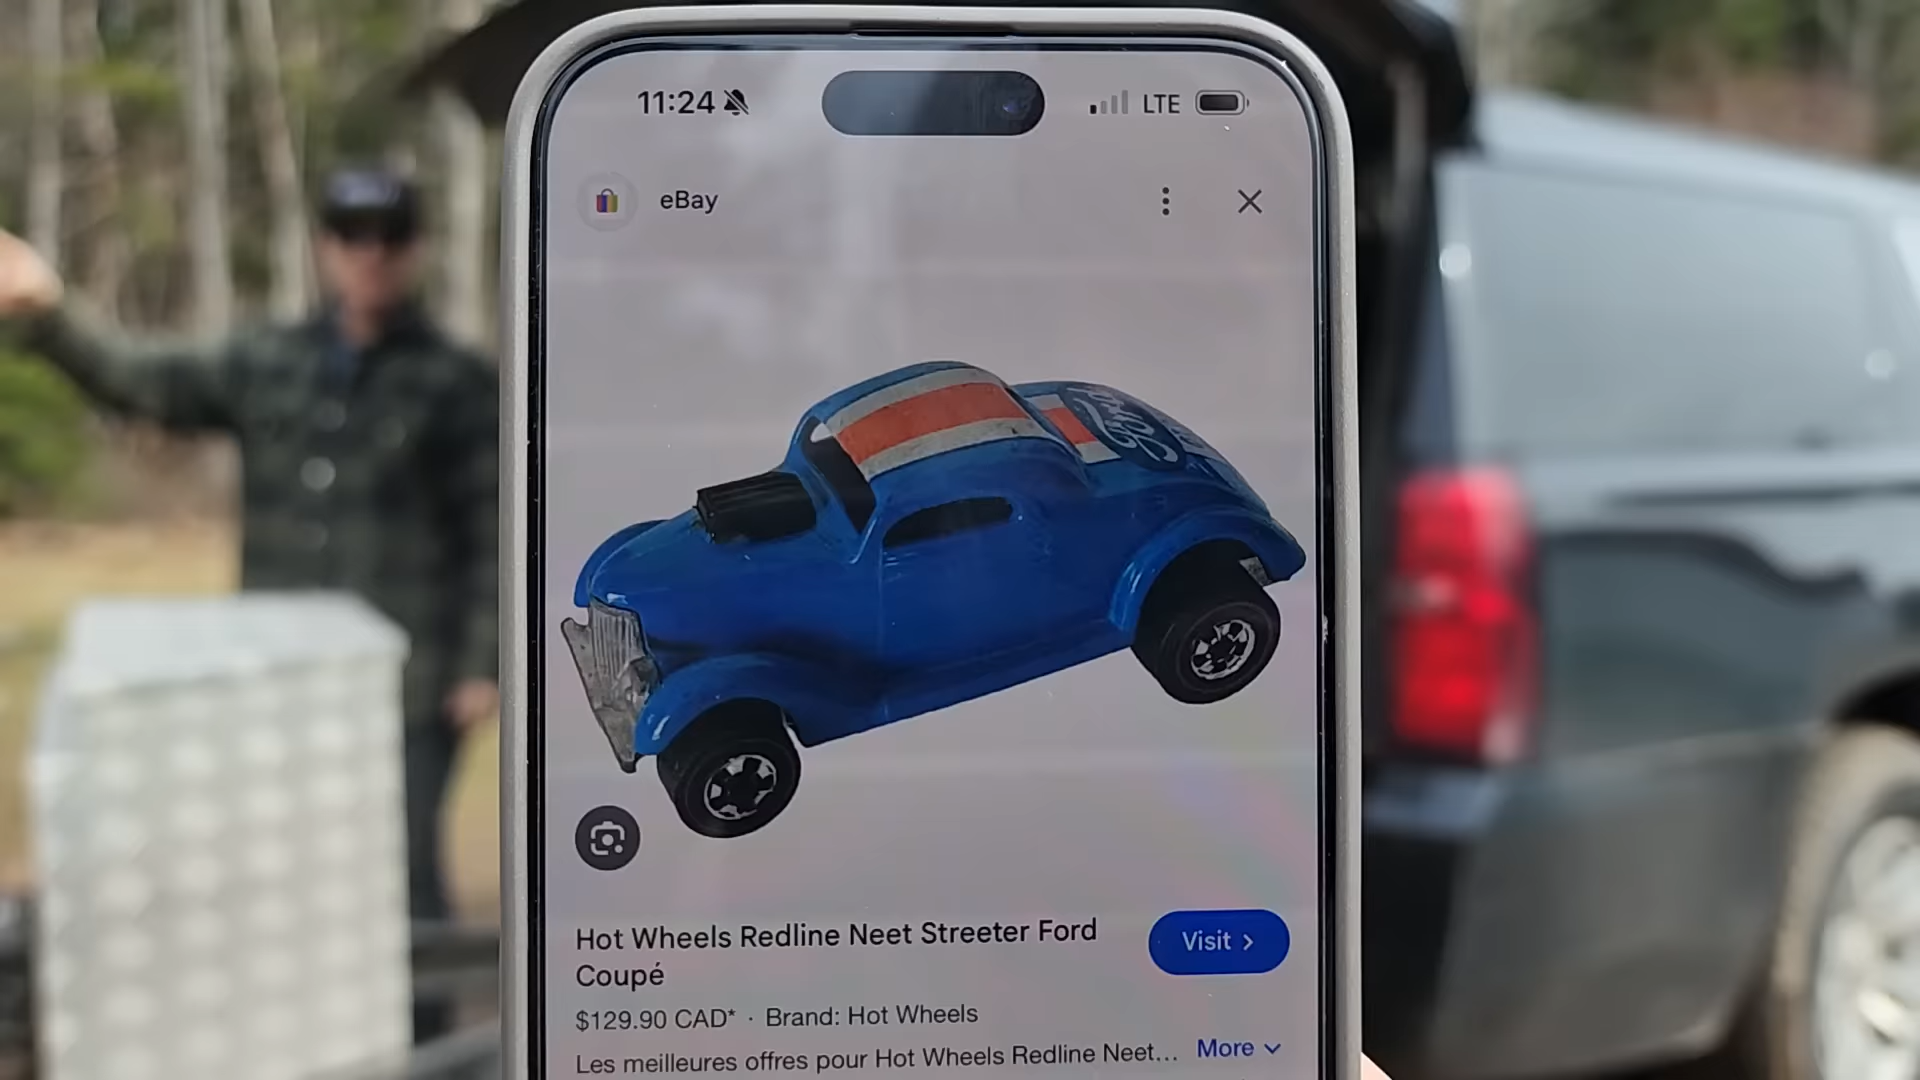 11:24
LTE
eBay
Ford
Hot Wheels Redline Neet Streeter Ford
Coupé
Visit >
$129.90 CAD* · Brand: Hot Wheels
Les meilleures offres pour Hot Wheels Redline Neet...
More